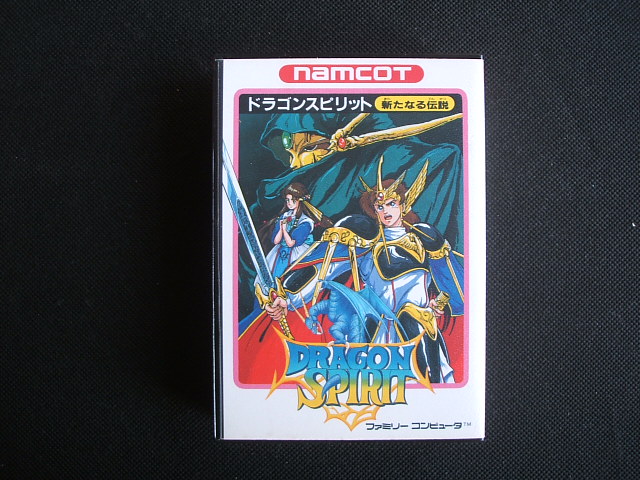 namcot
ドラゴンスピリット 新たなる伝説
DRAGON
SPIRIT
ファミリー コンピュータ™